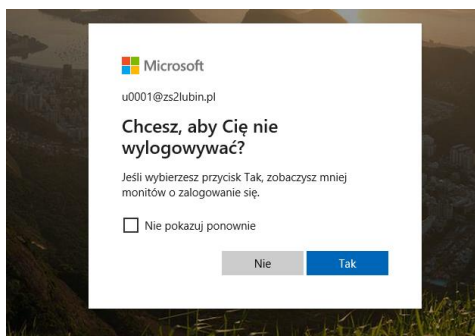 Microsoft
u0001@zs2lubin.pl
Chcesz, aby Cię nie
wylogowywać?
Jeśli wybierzesz przycisk Tak, zobaczysz mniej
monitów o zalogowanie się.
Nie pokazuj ponownie
Nie Tak